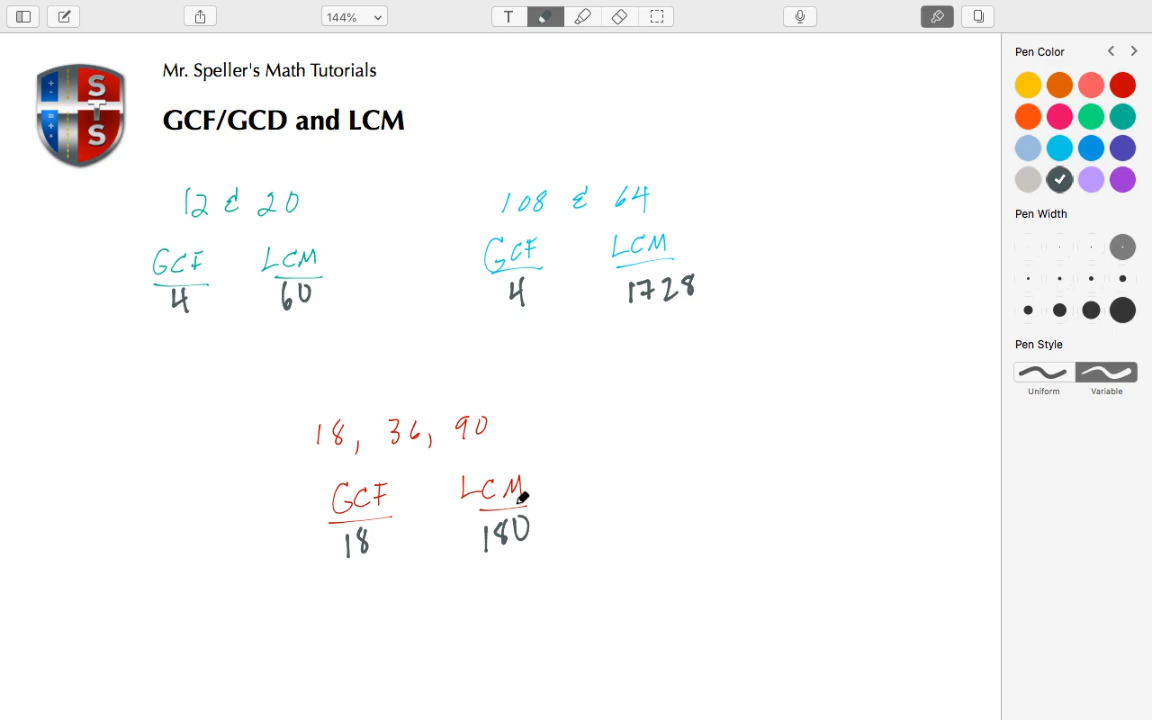 144%
T
Mr. Speller's Math Tutorials
GCF/GCD and LCM
STS
12 & 20
GCF LCM
4 60
108 & 64
GCF LCM
4 1728
18, 36, 90
GCF LCM
18 180
Pen Color
Pen Width
Pen Style
Uniform Variable